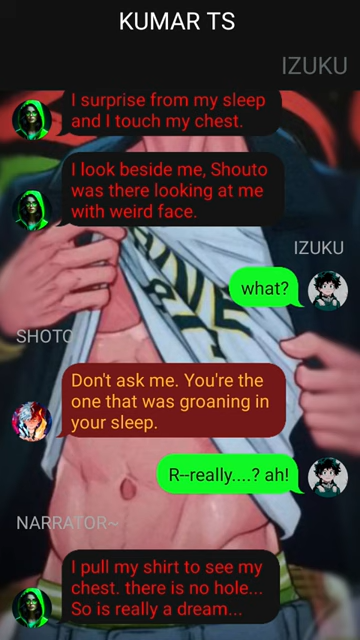 KUMAR TS
IZUKU
I surprise from my sleep
and I touch my chest.
I look beside me, Shouto
was there looking at me
with weird face.
IZUKU
what?
SHOTO
Don't ask me. You're the
one that was groaning in
your sleep.
R--really....? ah!
NARRATOR~
I pull my shirt to see my
chest. there is no hole...
So is really a dream...